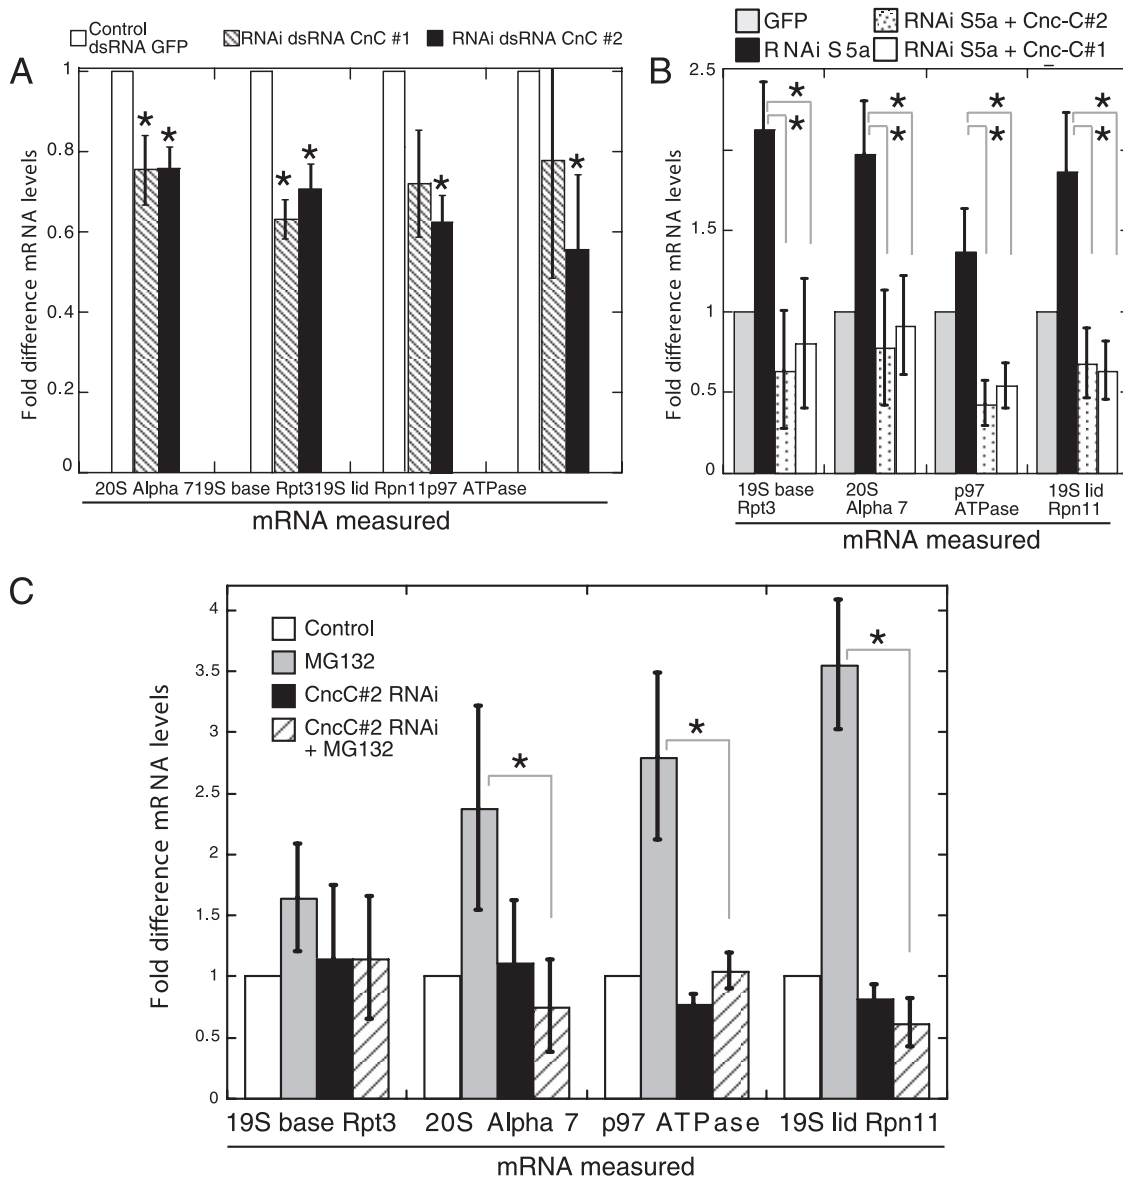 A
Control
dsRNA GFP
RNAi dsRNA CnC #1
RNAi dsRNA CnC #2
Fold difference mRNA levels
1
0.8
0.6
0.4
0.2
0
* * * * * *
20S Alpha 719S base Rpt319S lid Rpn11p97 ATPase
mRNA measured
B
GFP
RNAi S5a
RNAi S5a + Cnc-C#2
RNAi S5a + Cnc-C#1
Fold difference mRNA levels
2.5
1.5
1
0.5
0
* * * *
* * * *
19S base
Rpt3
20S
Alpha 7
p97
ATPase
19S lid
Rpn11
mRNA measured
C
Control
MG132
CncC#2 RNAi
CncC#2 RNAi
+ MG132
Fold difference mRNA levels
4
3.5
3
2.5
2
1.5
1
0.5
0
* * *
19S base Rpt3
20S Alpha 7
p97 ATPase
19S lid Rpn11
mRNA measured